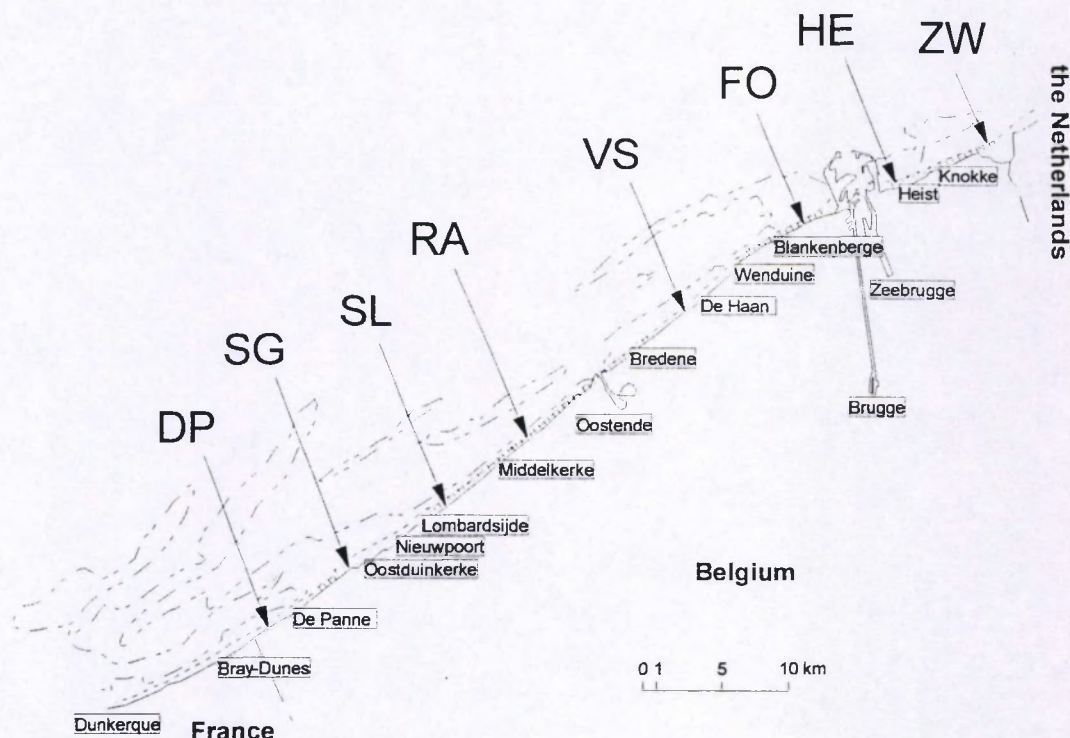 HE
ZW
FO
the Netherlands
VS
Knokke
Heist
RA
Blankenberge
Wenduine
Zeebrugge
De Haan
SL
Bredene
SG
Brugge
Oostende
DP
Middelkerke
Lombardsijde
Nieuwpoort
Oostduinkerke
Belgium
De Panne
Bray-Dunes
0 1 5 10 km
Dunkerque
France